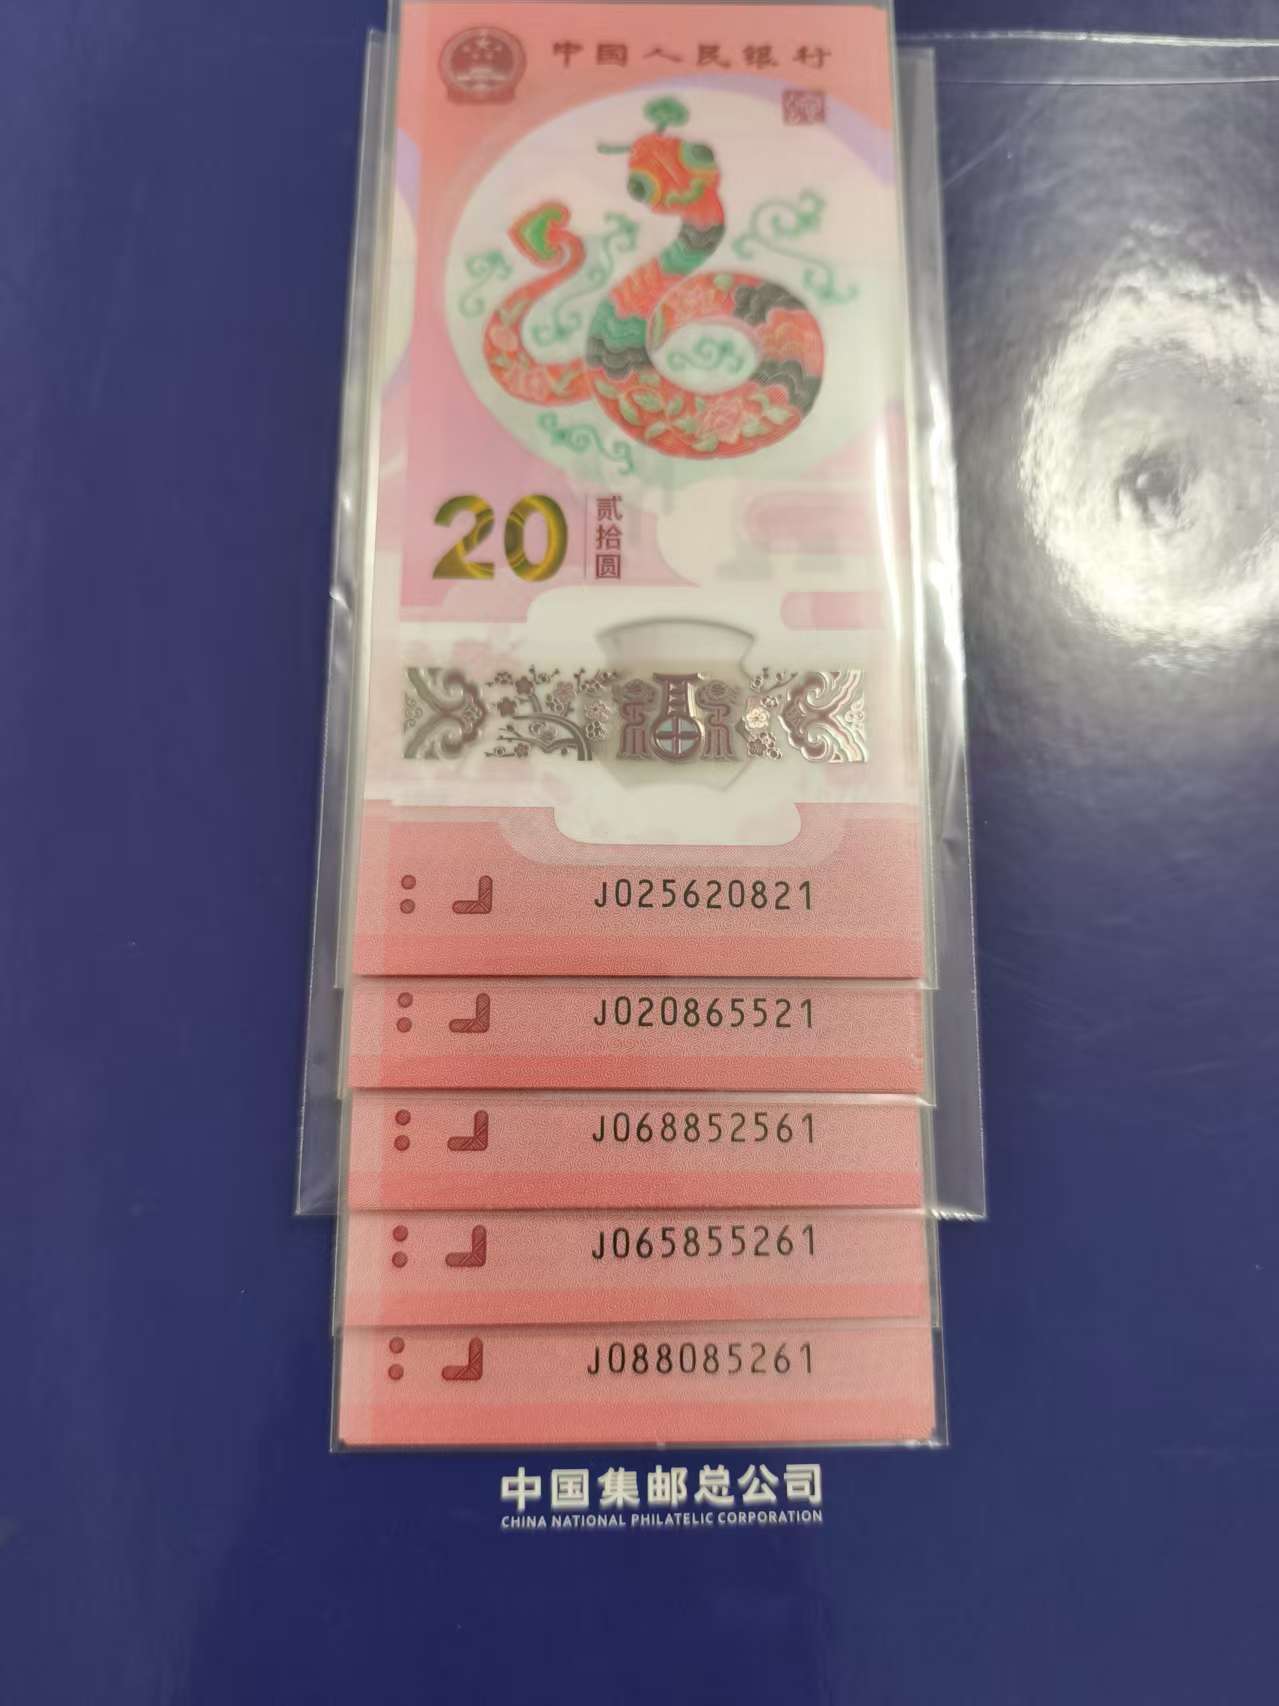 中国人民银行
20 贰拾圆
J025620821
J020865521
J068852561
J065855261
J088085261
中国集邮总公司
CHINA NATIONAL PHILATELIC CORPORATION